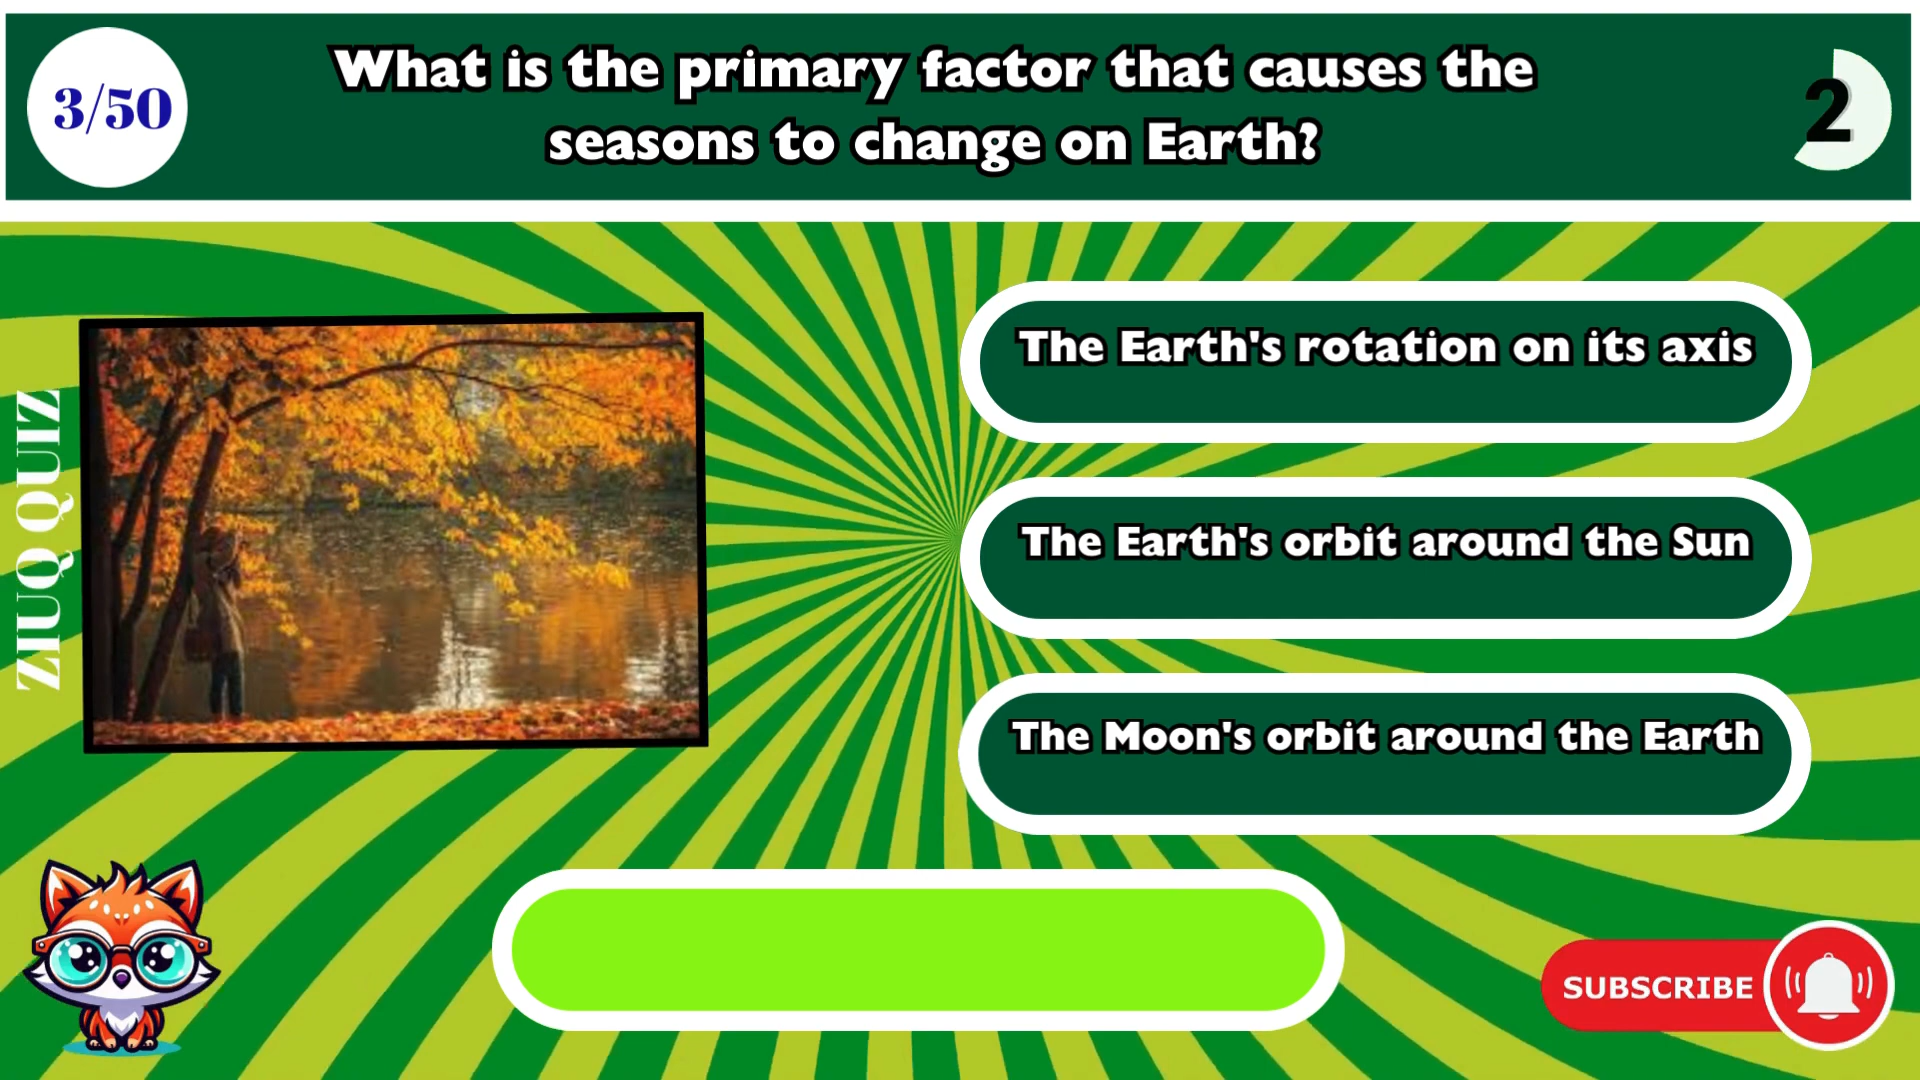 3/50
What is the primary factor that causes the
seasons to change on Earth?
2
The Earth's rotation on its axis
The Earth's orbit around the Sun
The Moon's orbit around the Earth
ZIUQ QUIZ
SUBSCRIBE